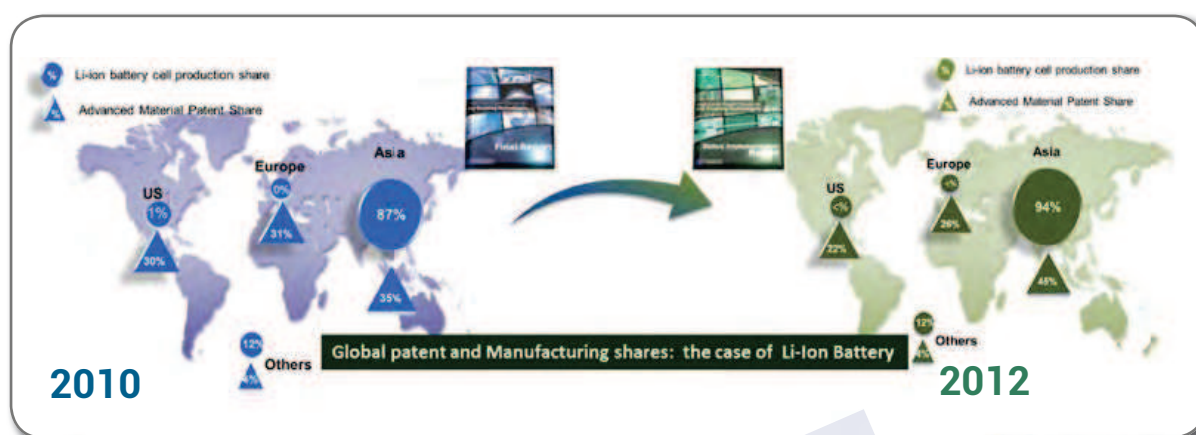 % Li-ion battery cell production share
% Advanced Material Patent Share
US
1%
30%
Europe
0%
31%
Asia
87%
35%
12%
Others
2010
Final Report
Global patent and Manufacturing shares: the case of Li-Ion Battery
% Li-ion battery cell production share
Advanced Material Patent Share
US
22%
Europe
26%
Asia
94%
12%
Others
2012